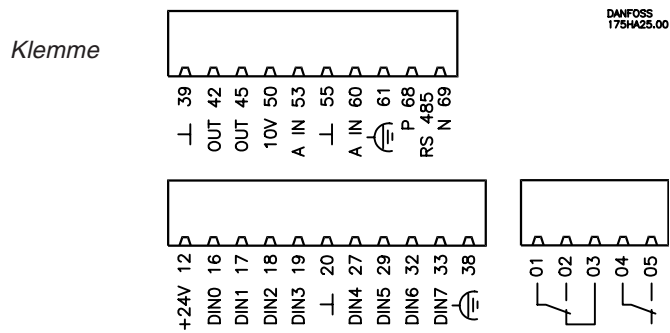 DANFOSS
175HA25.00
Klemme
39
OUT 42
OUT 45
10V 50
A IN 53
55
A IN 60
61
P 68
RS 485
N 69
+24V 12
DIN0 16
DIN1 17
DIN2 18
DIN3 19
20
DIN4 27
DIN5 29
DIN6 32
DIN7 33
38
01
02
03
04
05